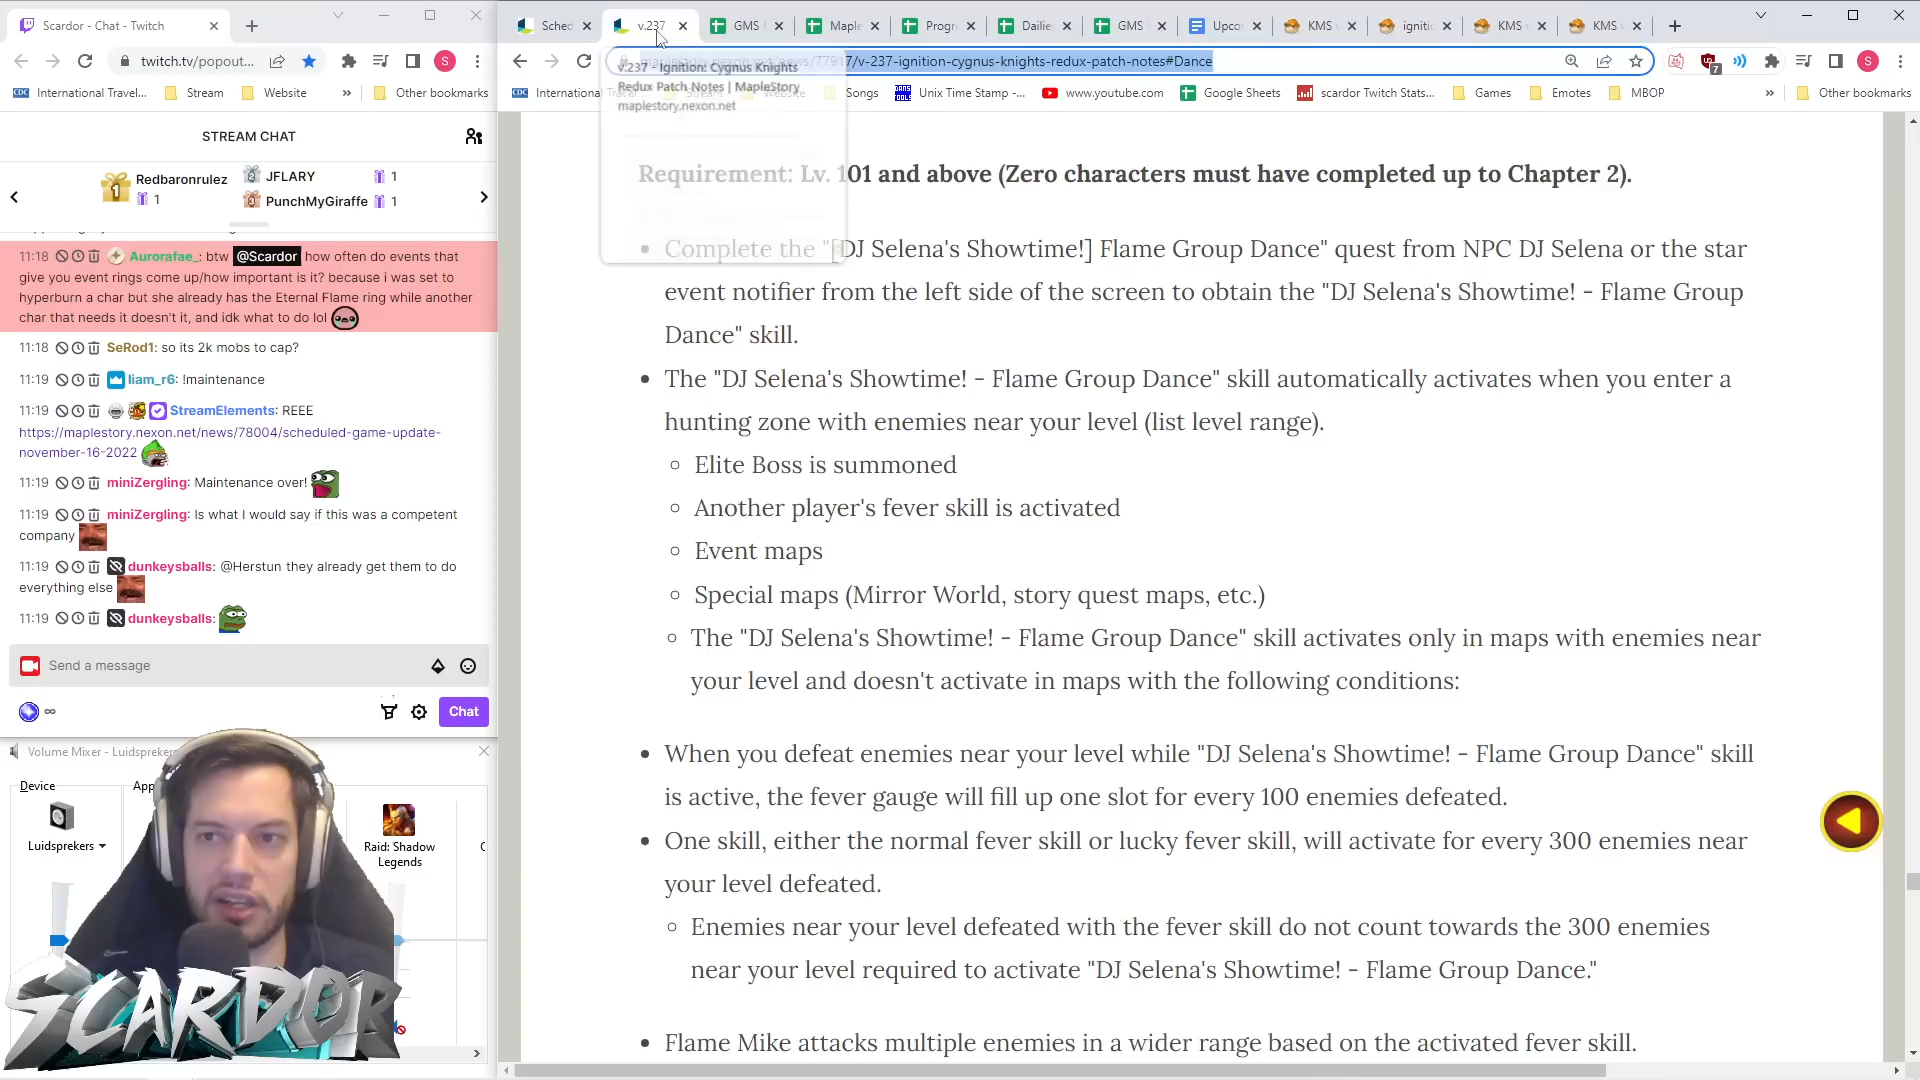 Scardor - Chat - Twitch
Sched
v.237
GMS
Maple
Progr
Dailie
GMS
Upco
KMS
igniti
KMS
KMS
twitch.tv/popout...
S
/v-237-ignition-cygnus-knights-redux-patch-notes#Dance
7
S
v.237 - Ignition: Cygnus Knights
Redux Patch Notes | MapleStory
maplestory.nexon.net
CDC International Travel...
Stream
Website
»
Other bookmarks
CDC Internationa
Songs
Unix Time Stamp -...
www.youtube.com
Google Sheets
scardor Twitch Stats...
Games
Emotes
MBOP
»
Other bookmarks
STREAM CHAT
1
Redbaronrulez
1
2 JFLARY 1
3 PunchMyGiraffe 1
11:18 Aurorafae_: btw @Scardor how often do events that
give you event rings come up/how important is it? because i was set to
hyperburn a char but she already has the Eternal Flame ring while another
char that needs it doesn't it, and idk what to do lol
11:18 SeRod1: so its 2k mobs to cap?
11:19 liam_r6: !maintenance
11:19 StreamElements: REEE
https://maplestory.nexon.net/news/78004/scheduled-game-update-
november-16-2022
11:19 miniZergling: Maintenance over!
11:19 miniZergling: Is what I would say if this was a competent
company
11:19 dunkeysballs: @Herstun they already get them to do
everything else
11:19 dunkeysballs:
Send a message
∞
Chat
Volume Mixer - Luidspreker
Device
App
Luidsprekers
Raid: Shadow
Legends
SCARDOR
Requirement: Lv. 101 and above (Zero characters must have completed up to Chapter 2).
• Complete the "[DJ Selena's Showtime!] Flame Group Dance" quest from NPC DJ Selena or the star
event notifier from the left side of the screen to obtain the "DJ Selena's Showtime! - Flame Group
Dance" skill.
• The "DJ Selena's Showtime! - Flame Group Dance" skill automatically activates when you enter a
hunting zone with enemies near your level (list level range).
○ Elite Boss is summoned
○ Another player's fever skill is activated
○ Event maps
○ Special maps (Mirror World, story quest maps, etc.)
○ The "DJ Selena's Showtime! - Flame Group Dance" skill activates only in maps with enemies near
your level and doesn't activate in maps with the following conditions:
• When you defeat enemies near your level while "DJ Selena's Showtime! - Flame Group Dance" skill
is active, the fever gauge will fill up one slot for every 100 enemies defeated.
• One skill, either the normal fever skill or lucky fever skill, will activate for every 300 enemies near
your level defeated.
○ Enemies near your level defeated with the fever skill do not count towards the 300 enemies
near your level required to activate "DJ Selena's Showtime! - Flame Group Dance."
• Flame Mike attacks multiple enemies in a wider range based on the activated fever skill.